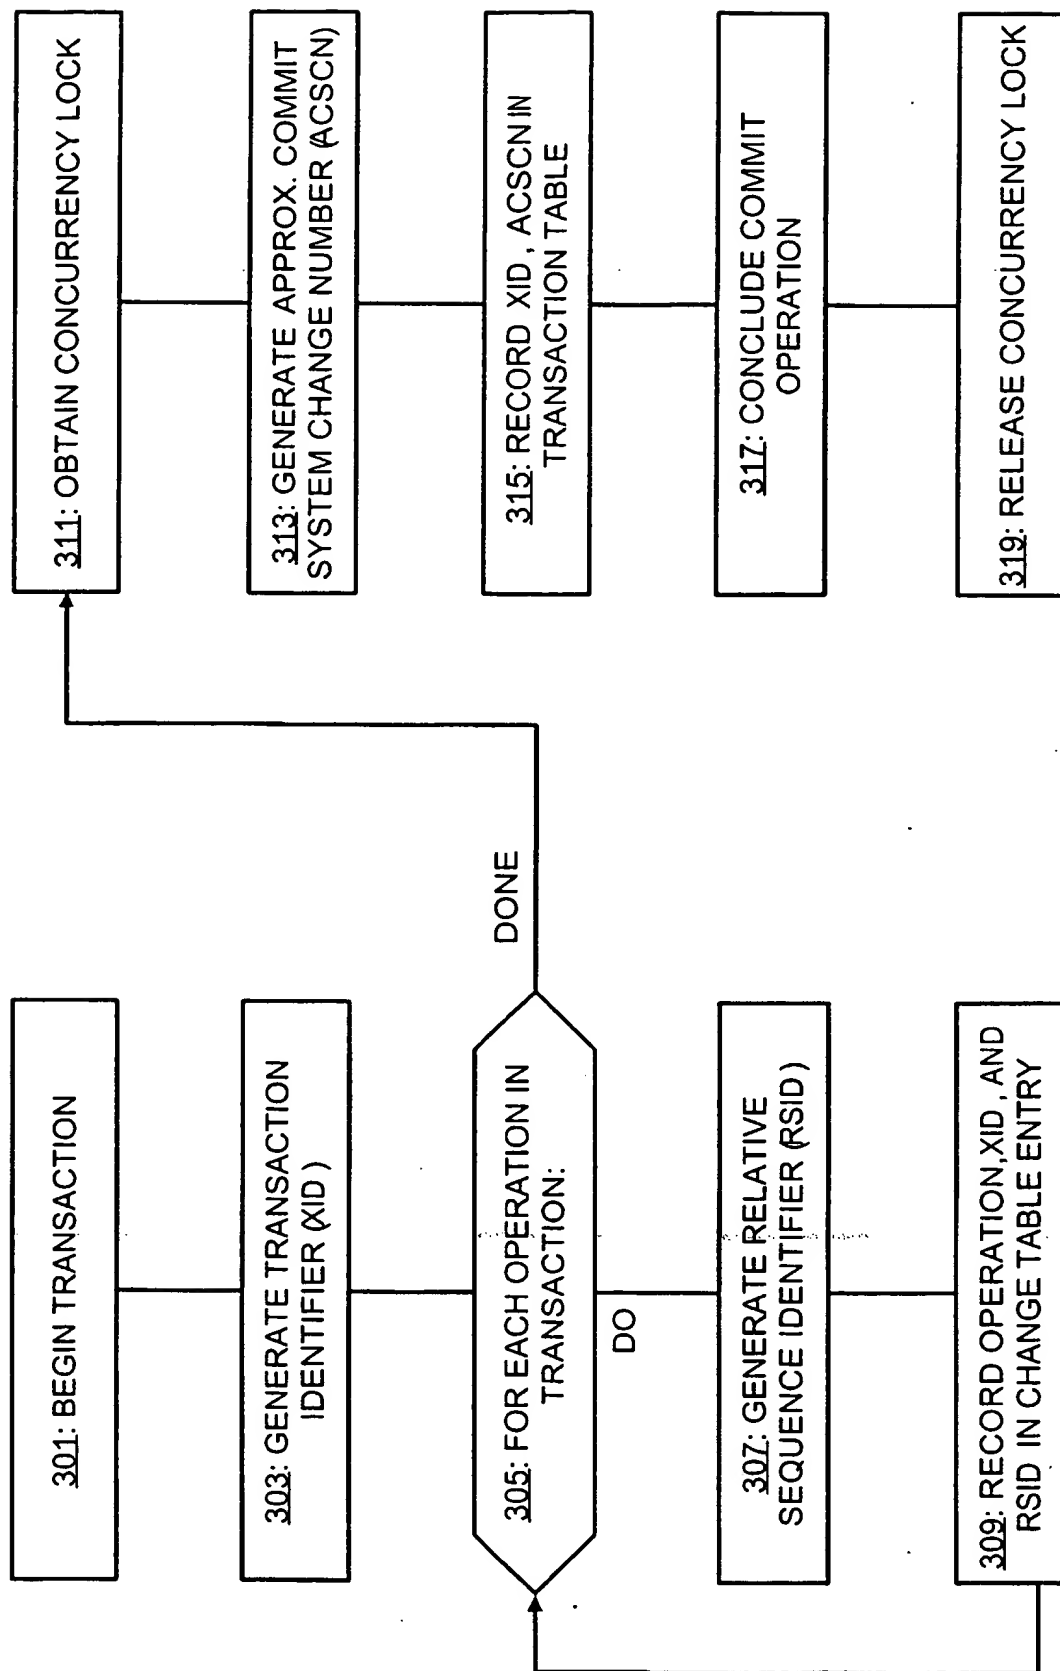 301: BEGIN TRANSACTION
303: GENERATE TRANSACTION
IDENTIFIER (XID)
305: FOR EACH OPERATION IN
TRANSACTION:
DO
DONE
307: GENERATE RELATIVE
SEQUENCE IDENTIFIER (RSID)
309: RECORD OPERATION, XID, AND
RSID IN CHANGE TABLE ENTRY
311: OBTAIN CONCURRENCY LOCK
313: GENERATE APPROX. COMMIT
SYSTEM CHANGE NUMBER (ACSCN)
315: RECORD XID, ACSCN IN
TRANSACTION TABLE
317: CONCLUDE COMMIT
OPERATION
319: RELEASE CONCURRENCY LOCK